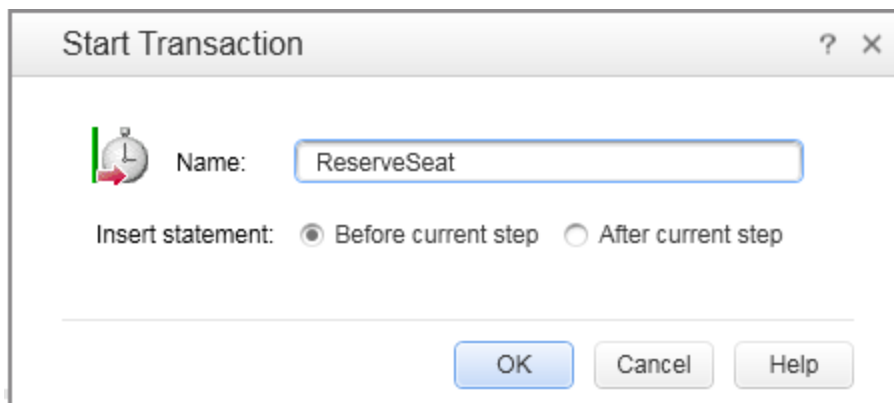 Start Transaction ?
Name: ReserveSeat
Insert statement: Before current step After current step
OK Cancel Help